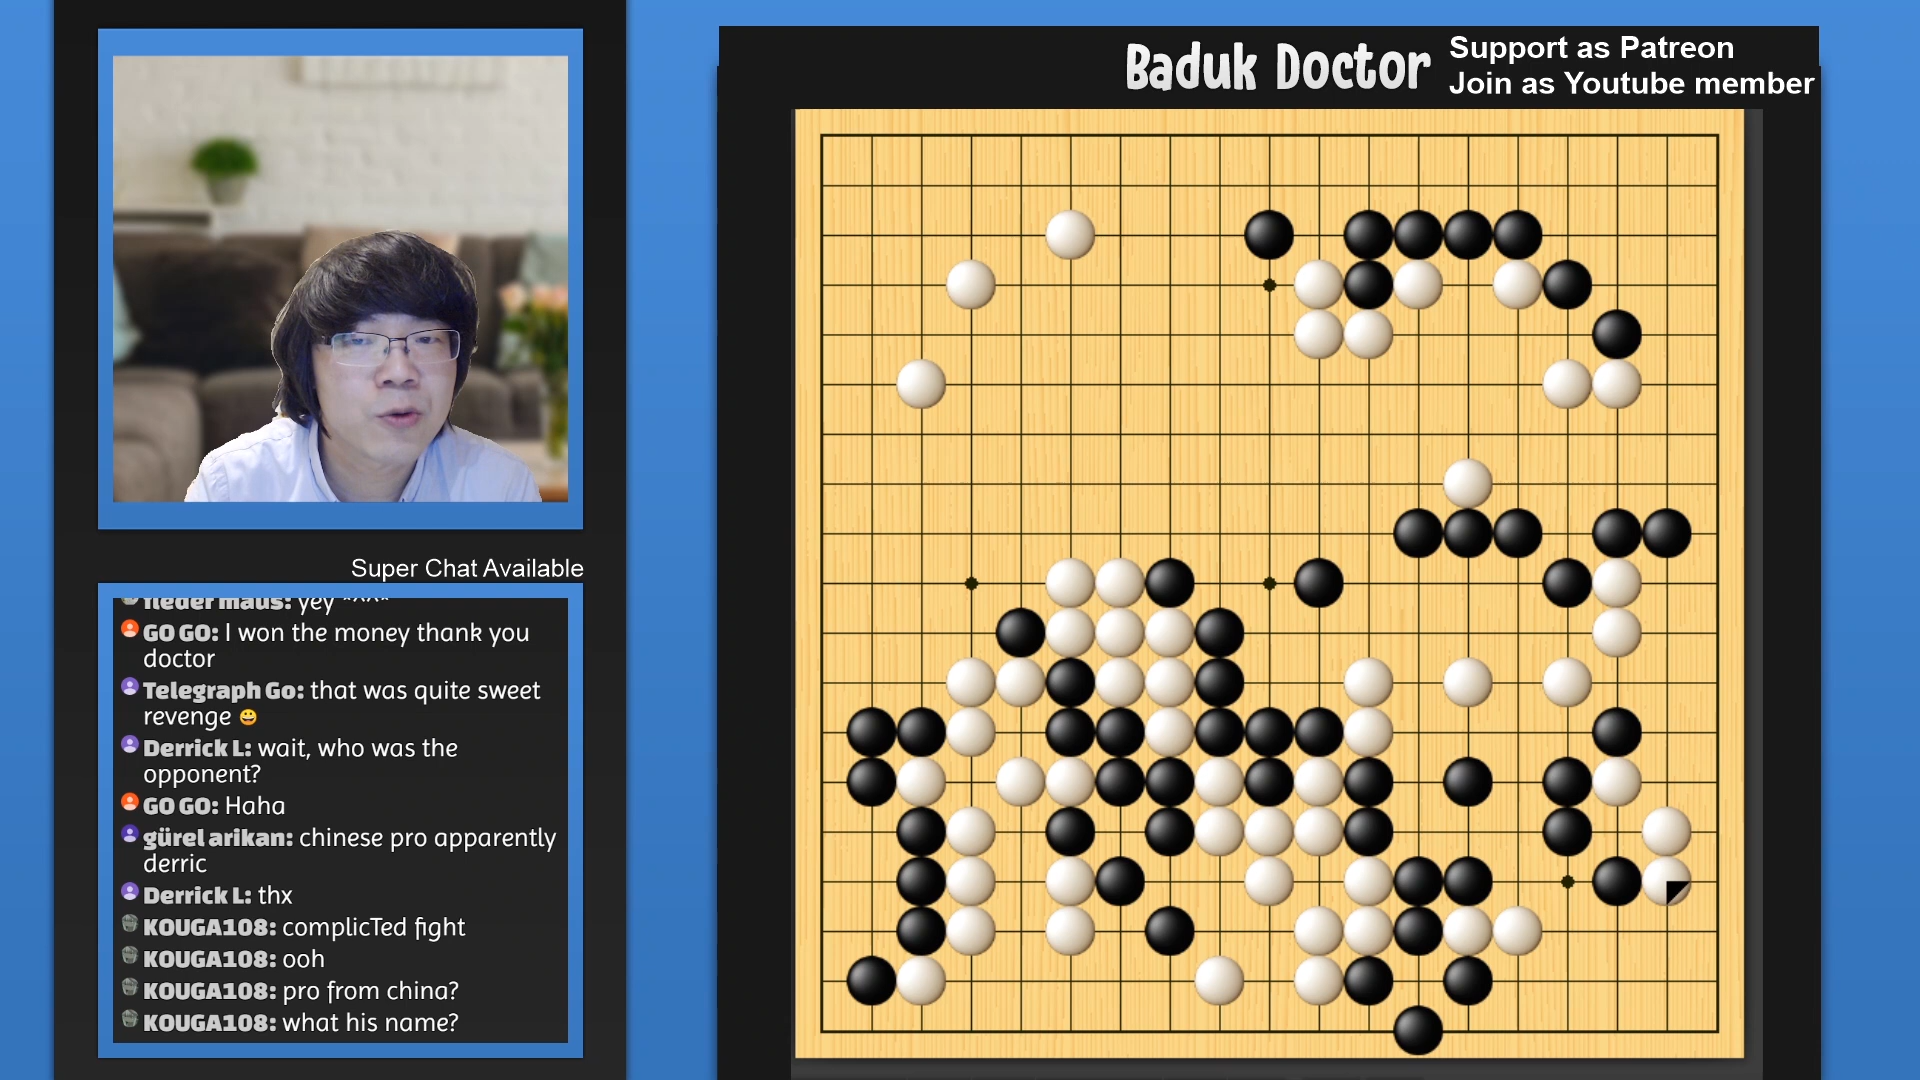 Baduk Doctor
Support as Patreon
Join as Youtube member
Super Chat Available
fleder maus: yey ^^^
GO GO: I won the money thank you
doctor
Telegraph Go: that was quite sweet
revenge 😀
Derrick L: wait, who was the
opponent?
GO GO: Haha
gürel arikan: chinese pro apparently
derric
Derrick L: thx
KOUGA108: complicTed fight
KOUGA108: ooh
KOUGA108: pro from china?
KOUGA108: what his name?